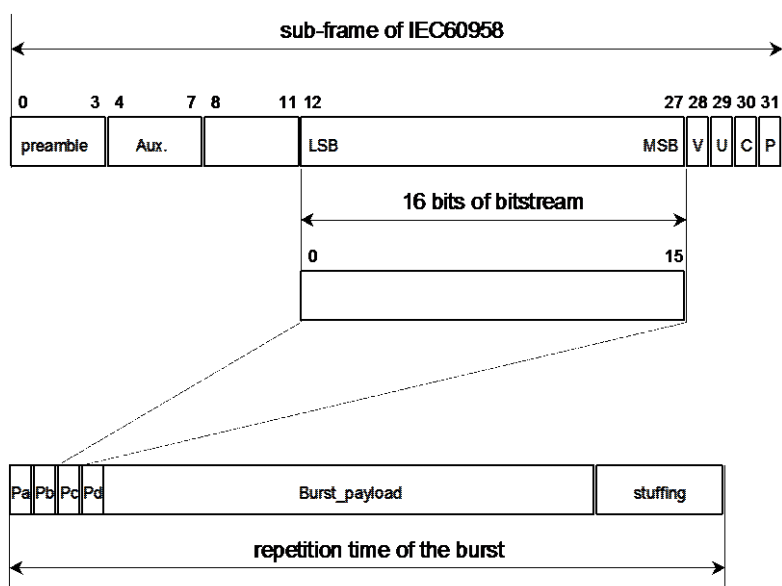 sub-frame of IEC60958
0 3 4 7 8 11 12 27 28 29 30 31
preamble Aux. LSB MSB V U C P
16 bits of bitstream
0 15
Pa Pb Pc Pd Burst_payload stuffing
repetition time of the burst